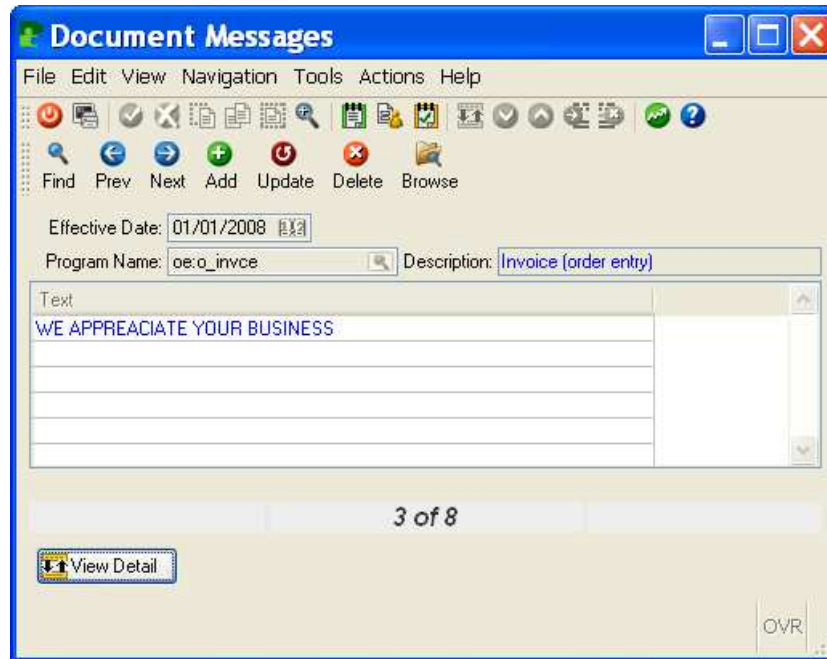 Document Messages
File Edit View Navigation Tools Actions Help
Find Prev Next Add Update Delete Browse
Effective Date: 01/01/2008
Program Name: oe:o_invce Description: Invoice (order entry)
Text
WE APPREACIATE YOUR BUSINESS
3 of 8
View Detail
OVR